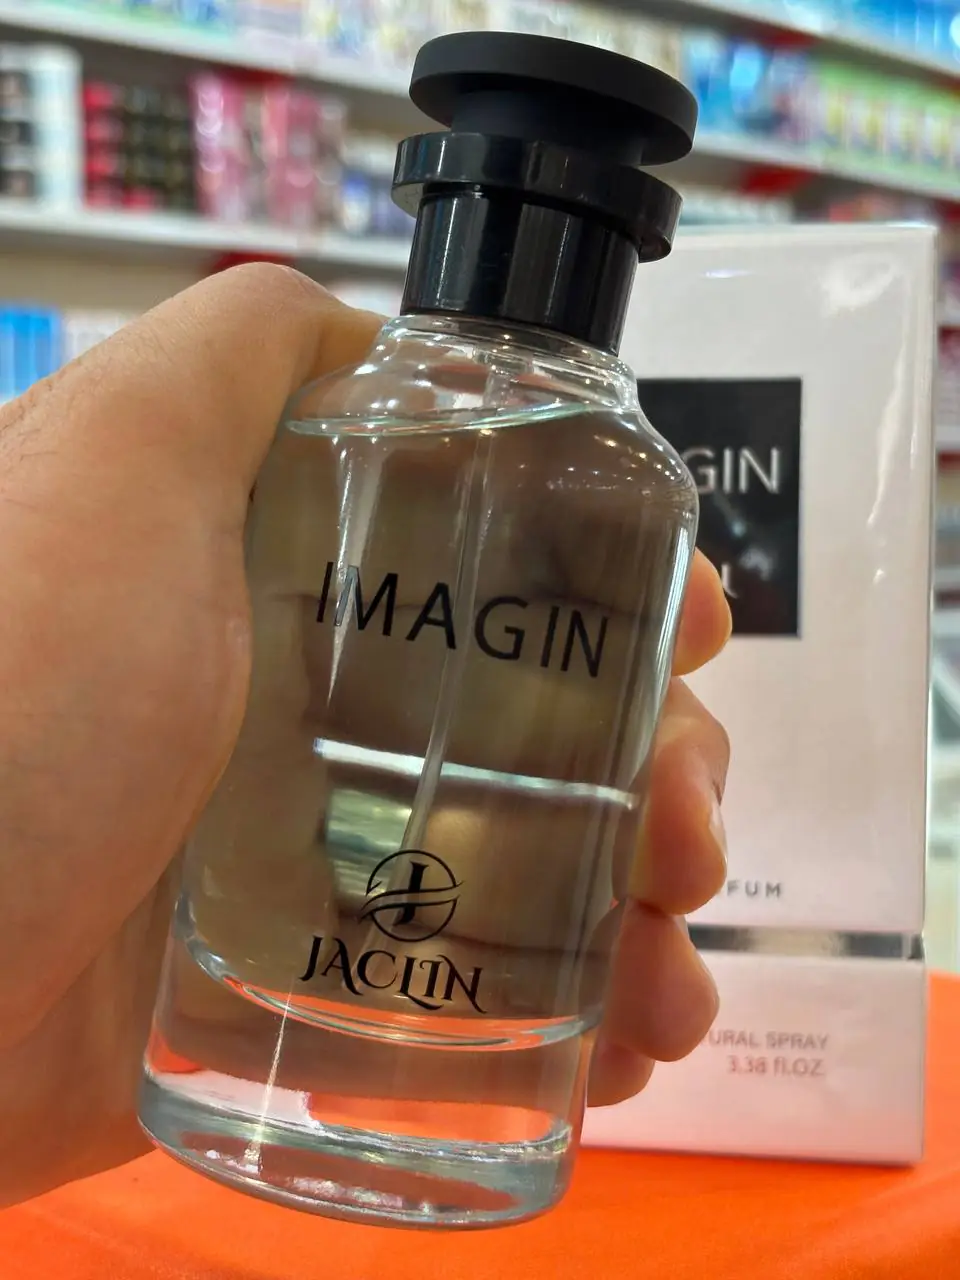 IMAGIN
JACLIN
GIN
FUM
URAL SPRAY
3.38 fl.OZ